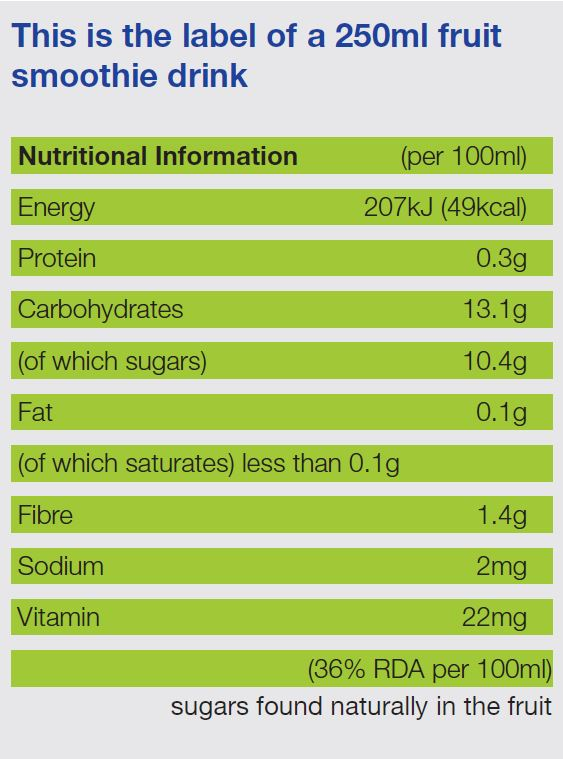 This is the label of a 250ml fruit
smoothie drink
Nutritional Information (per 100ml)
Energy 207kJ (49kcal)
Protein 0.3g
Carbohydrates 13.1g
(of which sugars) 10.4g
Fat 0.1g
(of which saturates) less than 0.1g
Fibre 1.4g
Sodium 2mg
Vitamin 22mg
(36% RDA per 100ml)
sugars found naturally in the fruit